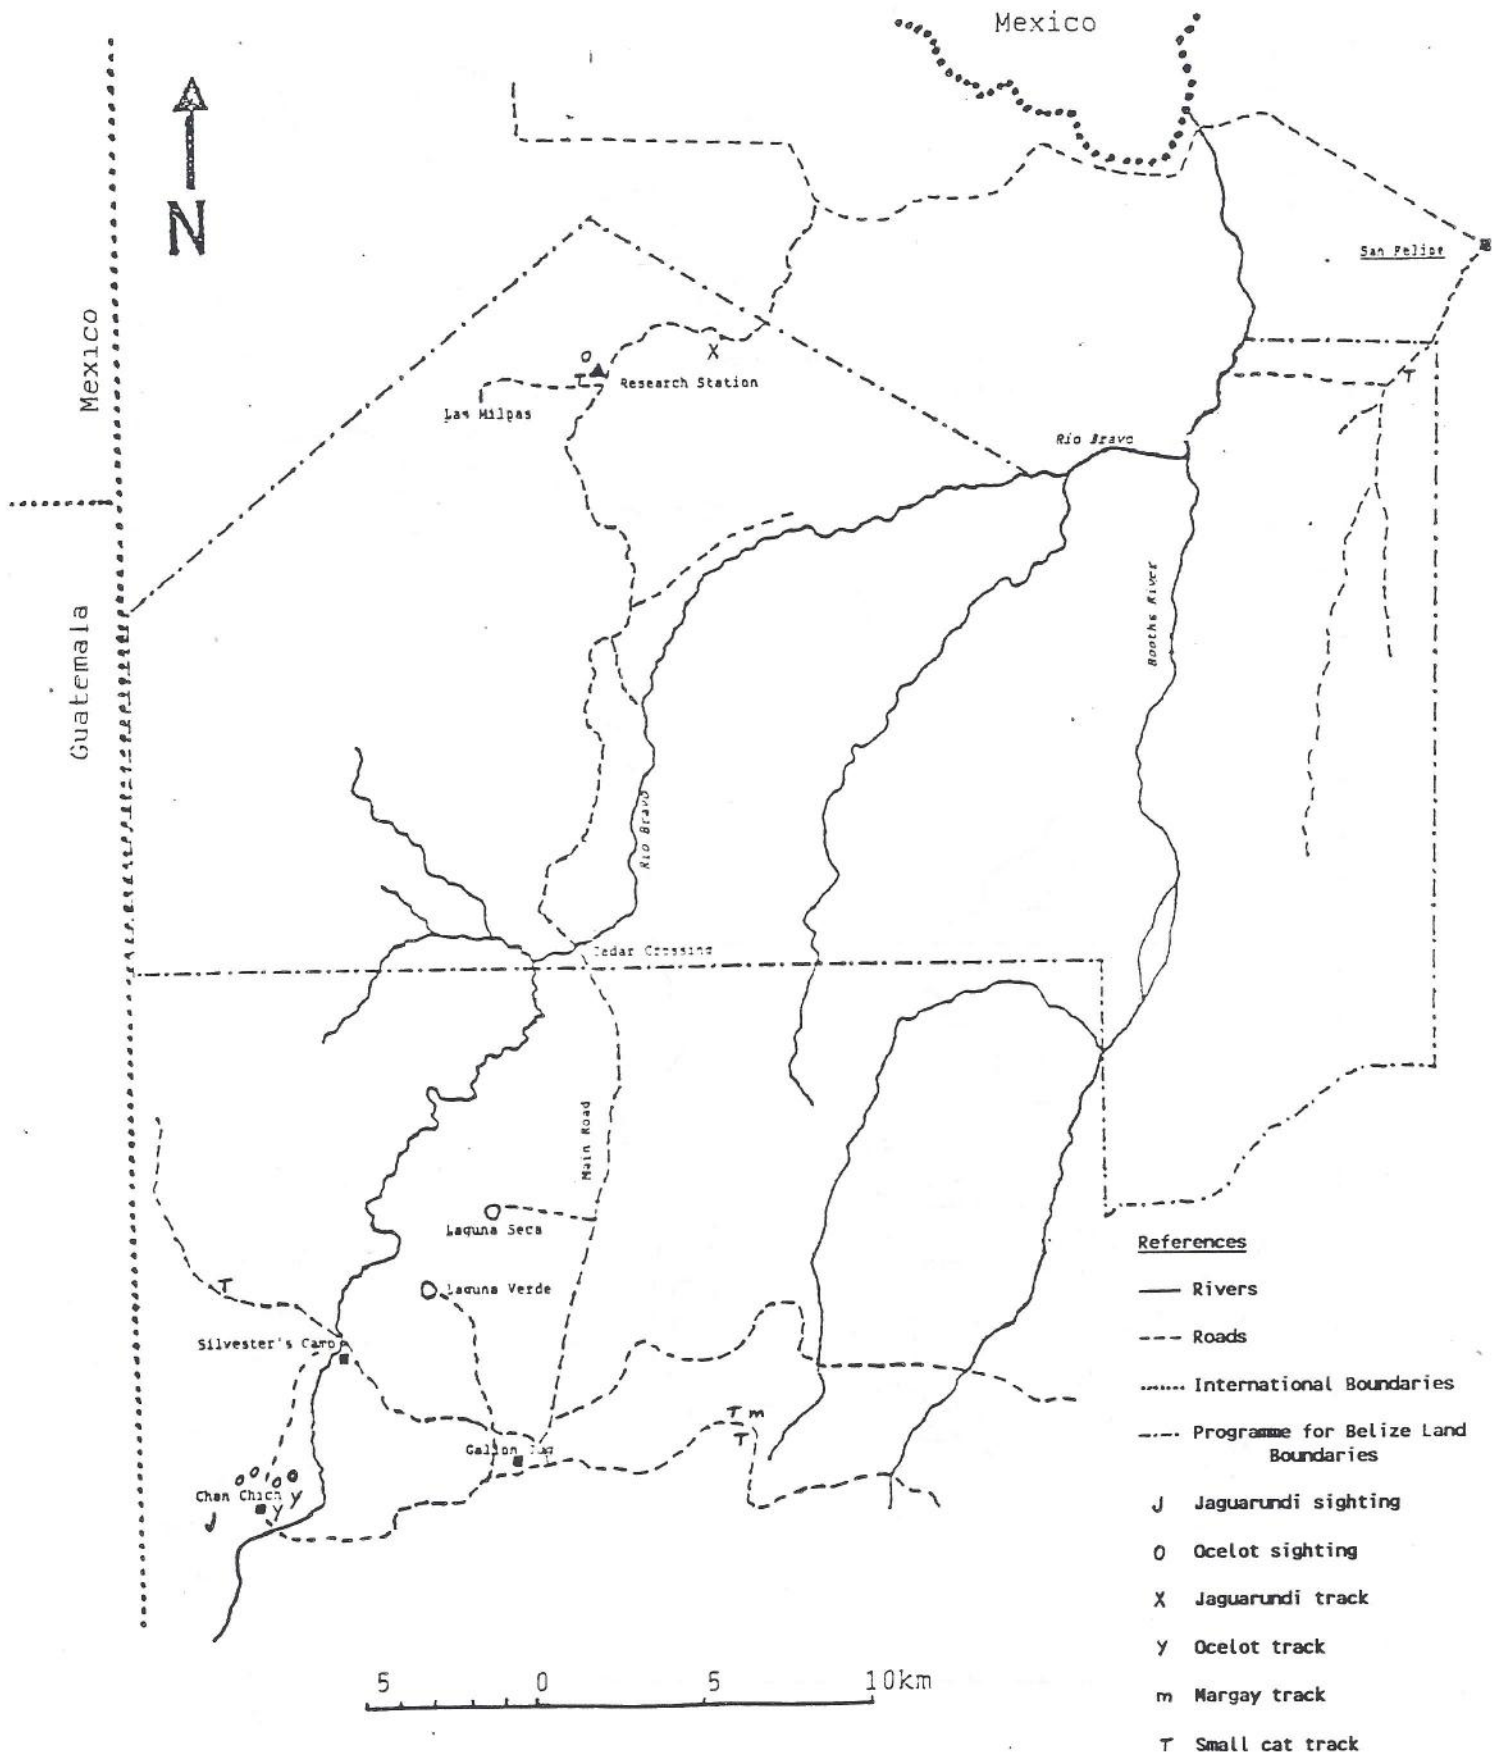 Mexico
N
San Felipe
Mexico
O
X
T
Research Station
T
Las Milpas
Rio Bravo
Booths River
Guatemala
Rio Bravo
Cedar Crossing
Main Road
Laguna Seca
References
T
Laguna Verde
Rivers
Silvester's Camp
Roads
International Boundaries
T m
T
Programme for Belize Land
Boundaries
Gallon Jug
O O O O
Chan Chich y
y
J
J Jaguarundi sighting
O Ocelot sighting
X Jaguarundi track
y Ocelot track
m Margay track
T Small cat track
5 0 5 10km